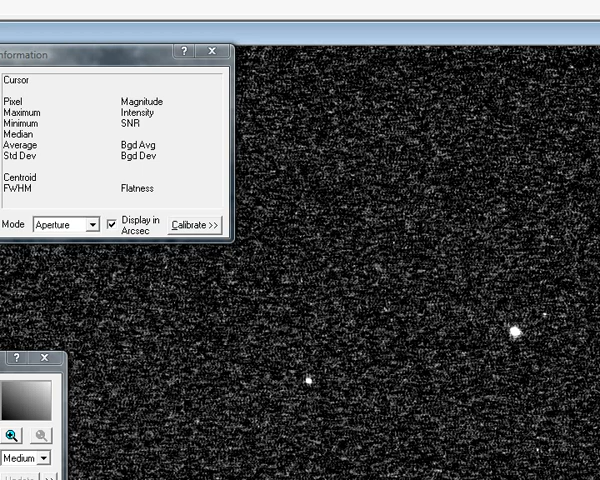 nformation
Cursor
Pixel Magnitude
Maximum Intensity
Minimum SNR
Median
Average Bgd Avg
Std Dev Bgd Dev
Centroid
FWHM Flatness
Mode Aperture Display in Arcsec Calibrate >>
Medium
Update >>